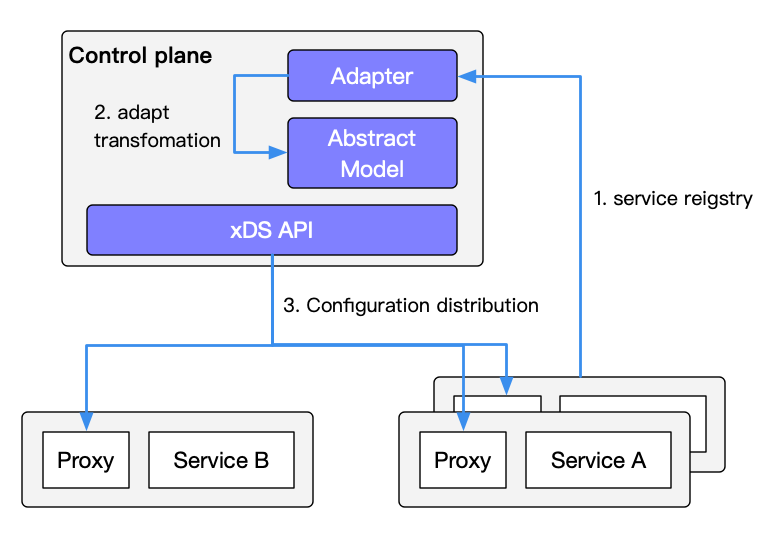 Control plane
Adapter
2. adapt
transfomation
Abstract
Model
1. service reigstry
xDS API
3. Configuration distribution
Proxy
Service B
Proxy
Service A